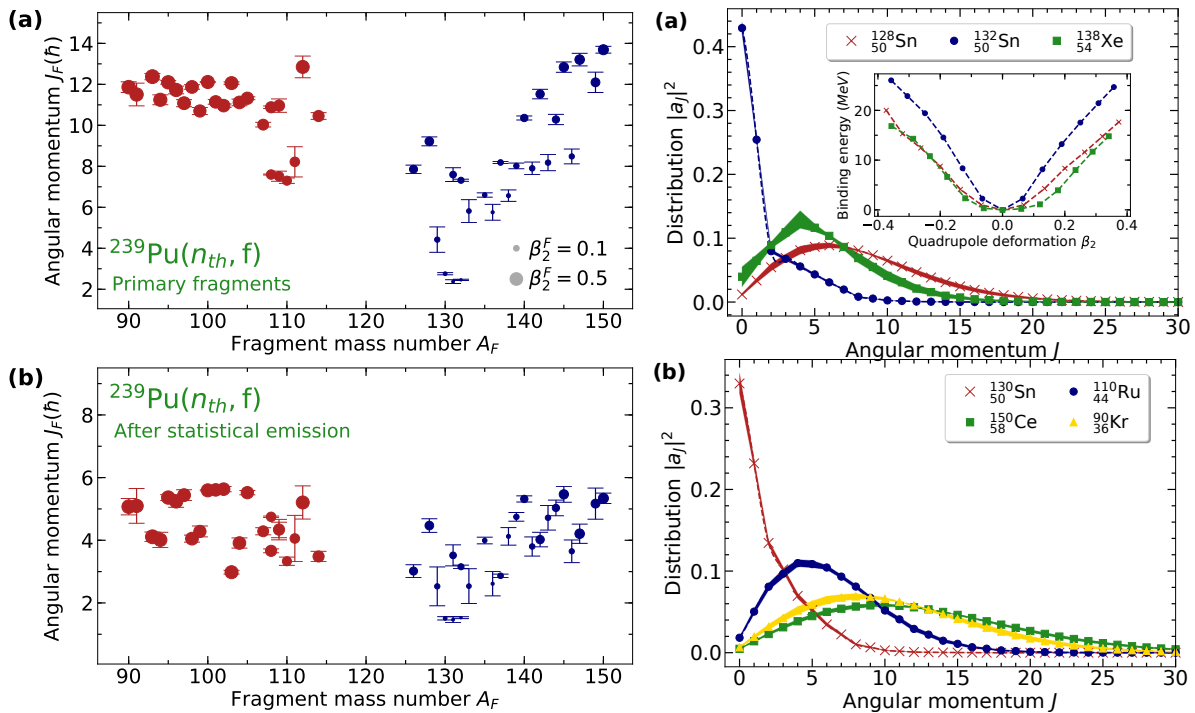 (a)
Angular momentum J_F(ħ)
14
12
10
8
6
4
2
²³⁹Pu(n_th, f)
Primary fragments
β₂ᶠ = 0.1
β₂ᶠ = 0.5
90 100 110 120 130 140 150
Fragment mass number A_F
(b)
Angular momentum J_F(ħ)
8
6
4
2
²³⁹Pu(n_th, f)
After statistical emission
90 100 110 120 130 140 150
Fragment mass number A_F
(a)
Distribution |a_J|²
0.4
0.3
0.2
0.1
0.0
¹²⁸₅₀Sn ¹³²₅₀Sn ¹³⁸₅₄Xe
Binding energy (MeV)
20
10
0
−0.4 −0.2 0.0 0.2 0.4
Quadrupole deformation β₂
0 5 10 15 20 25 30
Angular momentum J
(b)
Distribution |a_J|²
0.3
0.2
0.1
0.0
¹³⁰₅₀Sn ¹¹⁰₄₄Ru
¹⁵⁰₅₈Ce ⁹⁰₃₆Kr
0 5 10 15 20 25 30
Angular momentum J